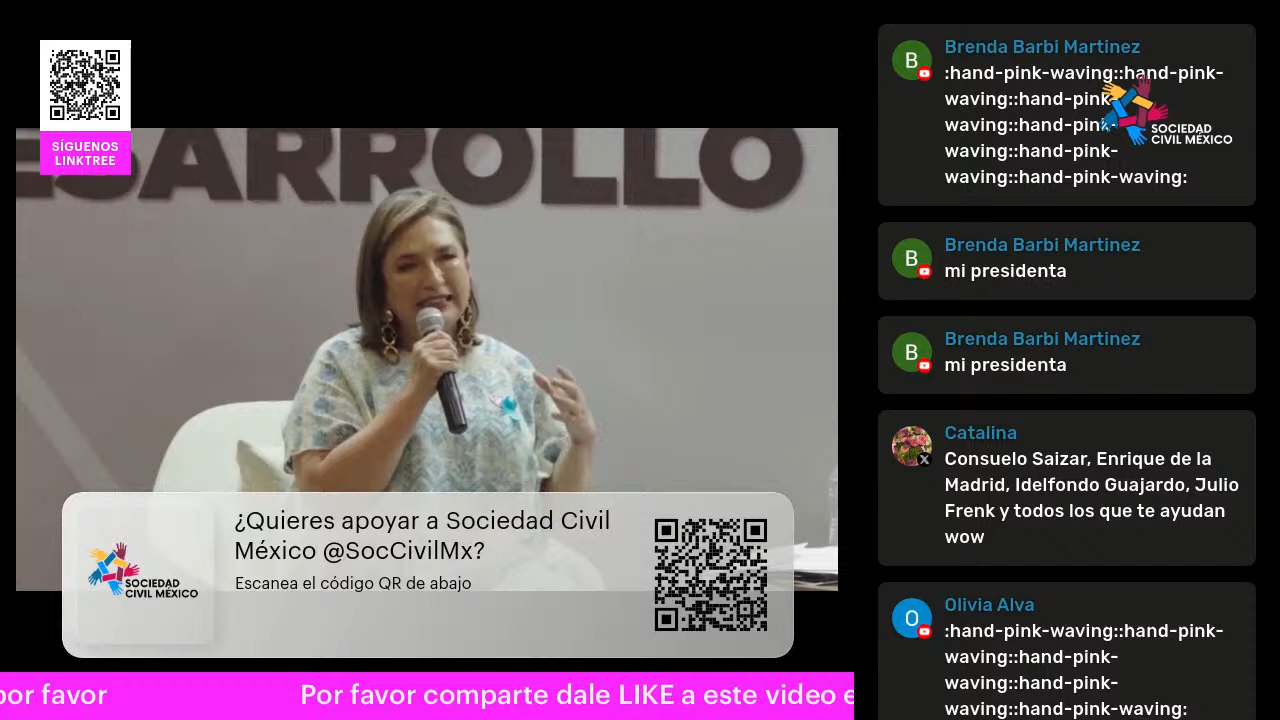 SÍGUENOS
LINKTREE
ESARROLLO
¿Quieres apoyar a Sociedad Civil
México @SocCivilMx?
Escanea el código QR de abajo
SOCIEDAD
CIVIL MÉXICO
por favor
Por favor comparte dale LIKE a este video e
Brenda Barbi Martinez
:hand-pink-waving::hand-pink-
waving::hand-pink-
waving::hand-pink-
waving::hand-pink-
waving::hand-pink-waving:
SOCIEDAD
CIVIL MÉXICO
B
Brenda Barbi Martinez
mi presidenta
B
Brenda Barbi Martinez
mi presidenta
B
Catalina
Consuelo Saizar, Enrique de la
Madrid, Idelfondo Guajardo, Julio
Frenk y todos los que te ayudan
wow
X
Olivia Alva
:hand-pink-waving::hand-pink-
waving::hand-pink-
waving::hand-pink-
waving::hand-pink-waving:
O